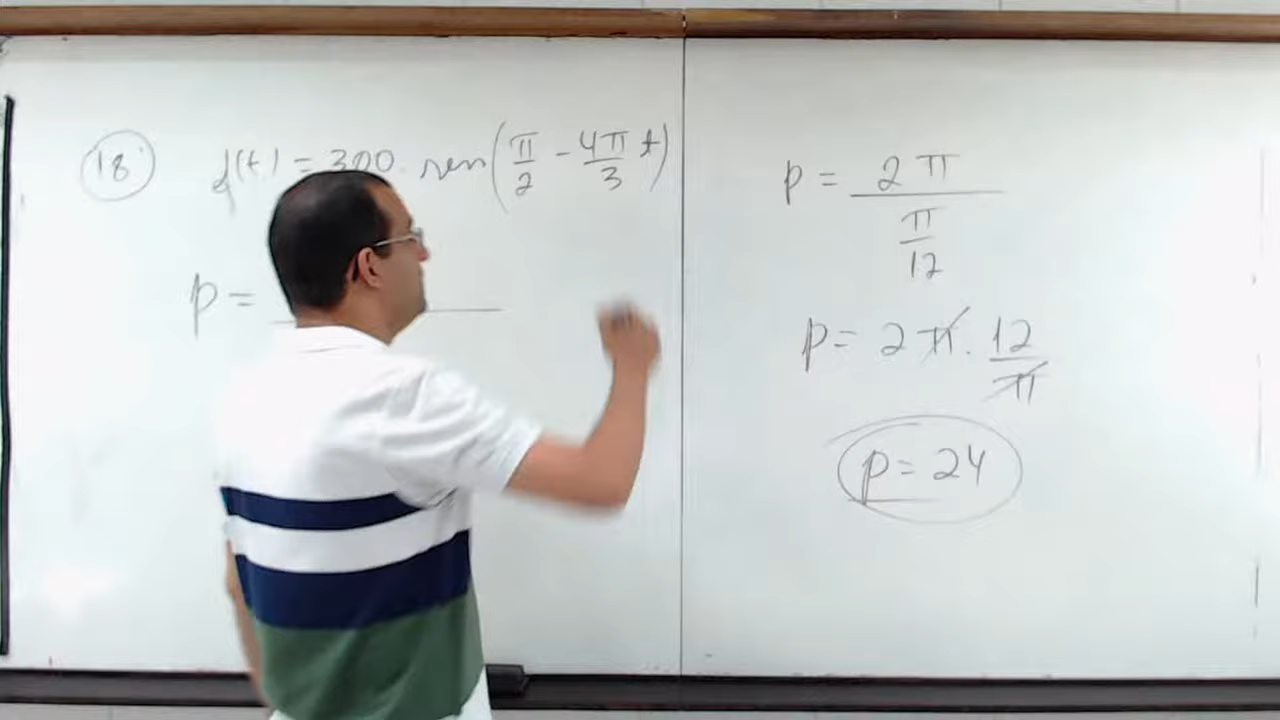 18
f(t) = 300 · sen(π/2 - 4π/3 t)
p =
p = 2π / π/12
p = 2π · 12/π
p = 24